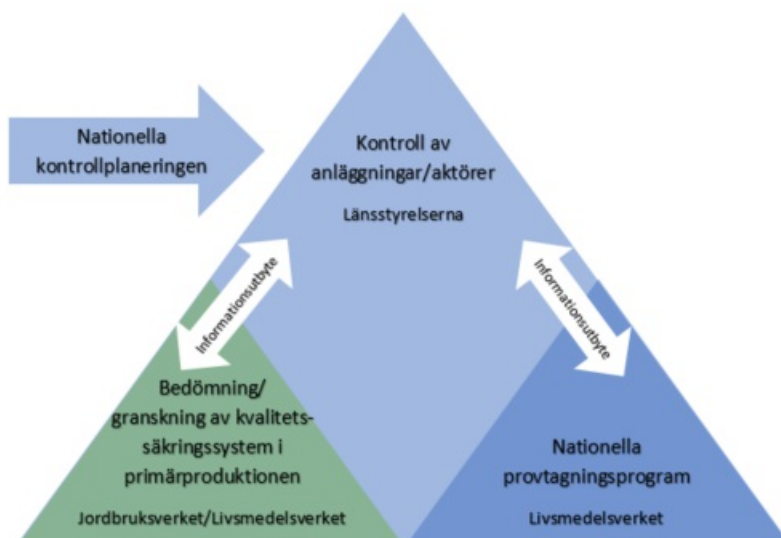 Nationella
kontrollplaneringen
Kontroll av
anläggningar/aktörer
Länsstyrelserna
Informationsutbyte
Informationsutbyte
Bedömning/
granskning av kvalitets-
säkringssystem i
primärproduktionen
Jordbruksverket/Livsmedelsverket
Nationella
provtagningsprogram
Livsmedelsverket